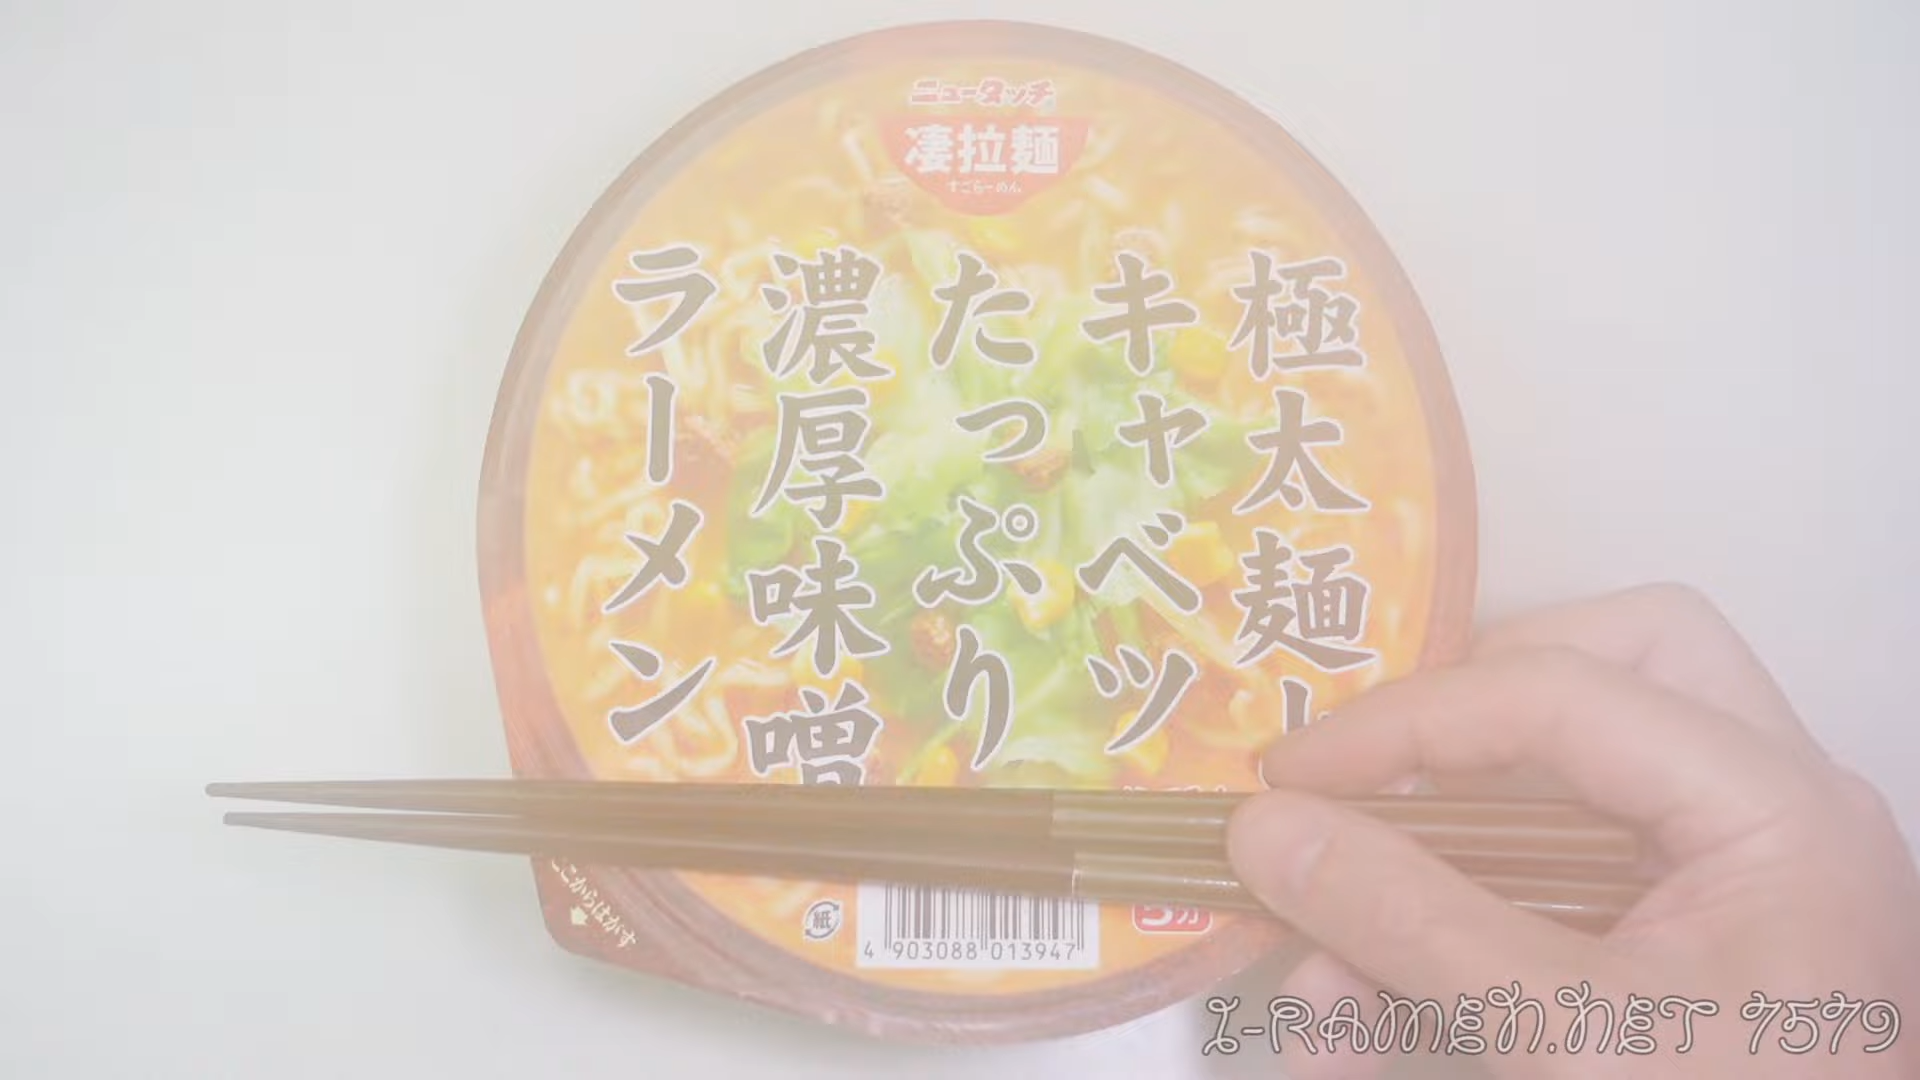 ニュータッチ
凄拉麺
すごらーめん
極太麺
キャベツ
たっぷり
濃厚味噌
ラーメン
ここからはがす
紙
4 903088 013947
5分
I-RAMEN.NET 7579